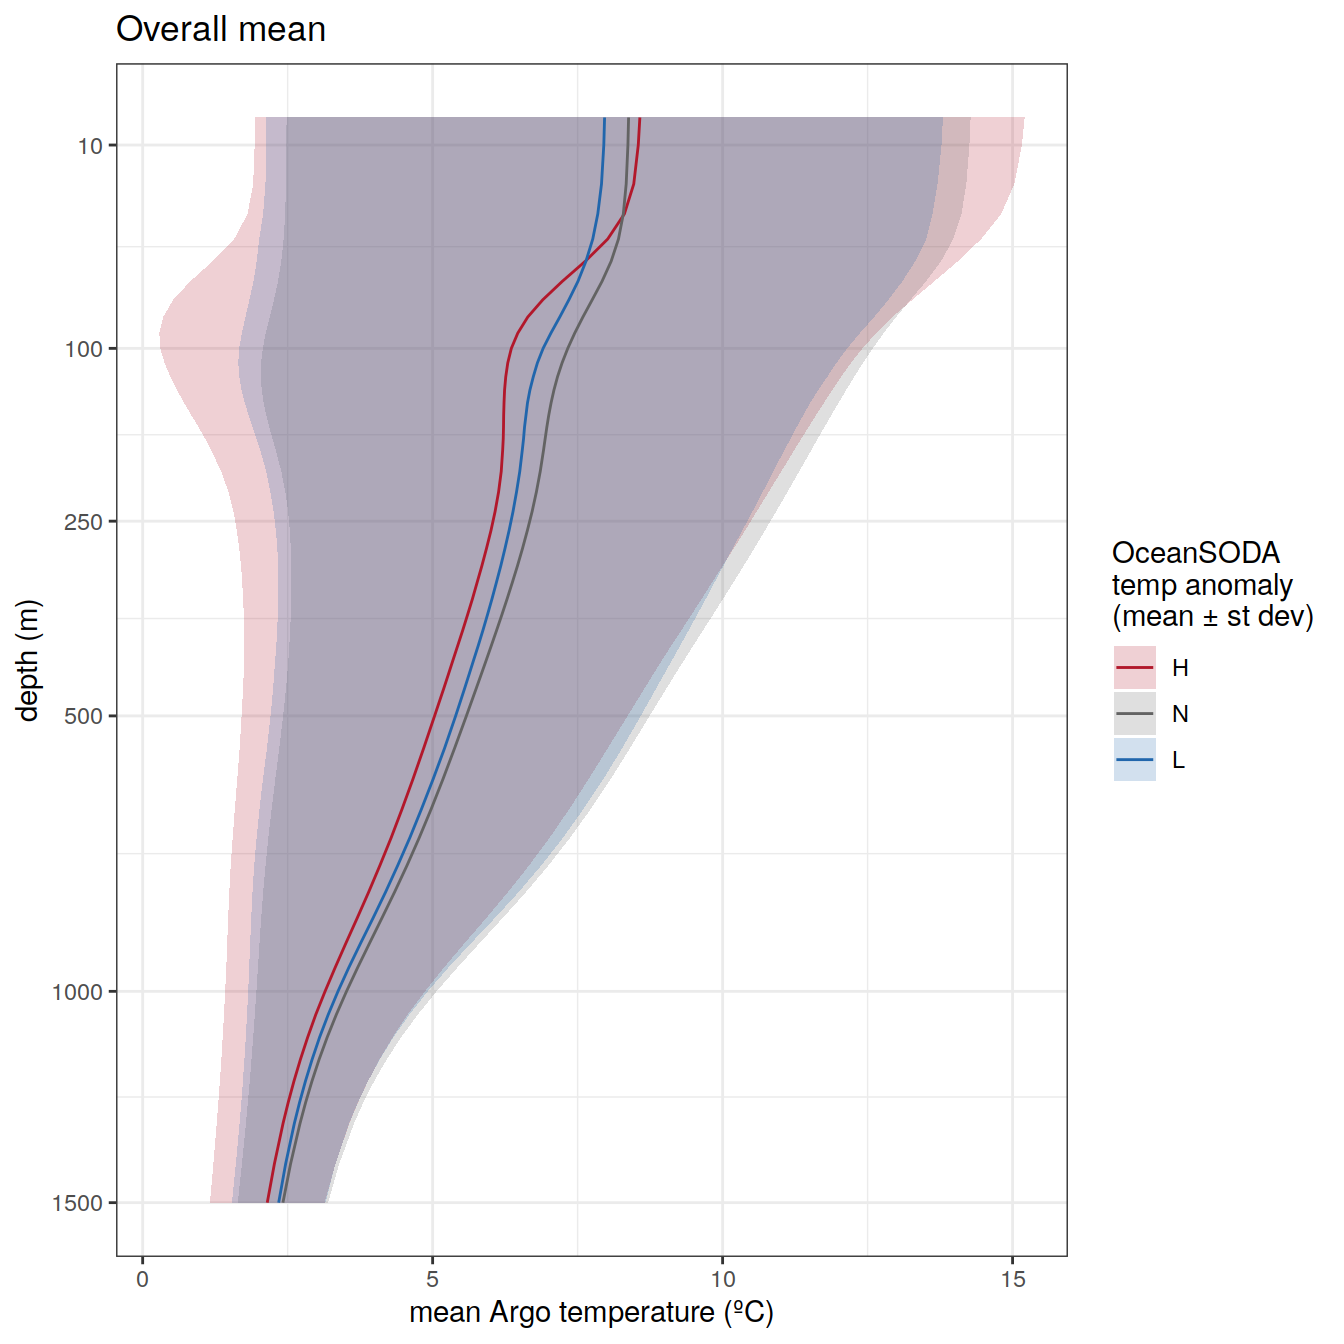 Overall mean
10
100
250
500
1000
1500
depth (m)
0 5 10 15
mean Argo temperature (ºC)
OceanSODA
temp anomaly
(mean ± st dev)
H
N
L